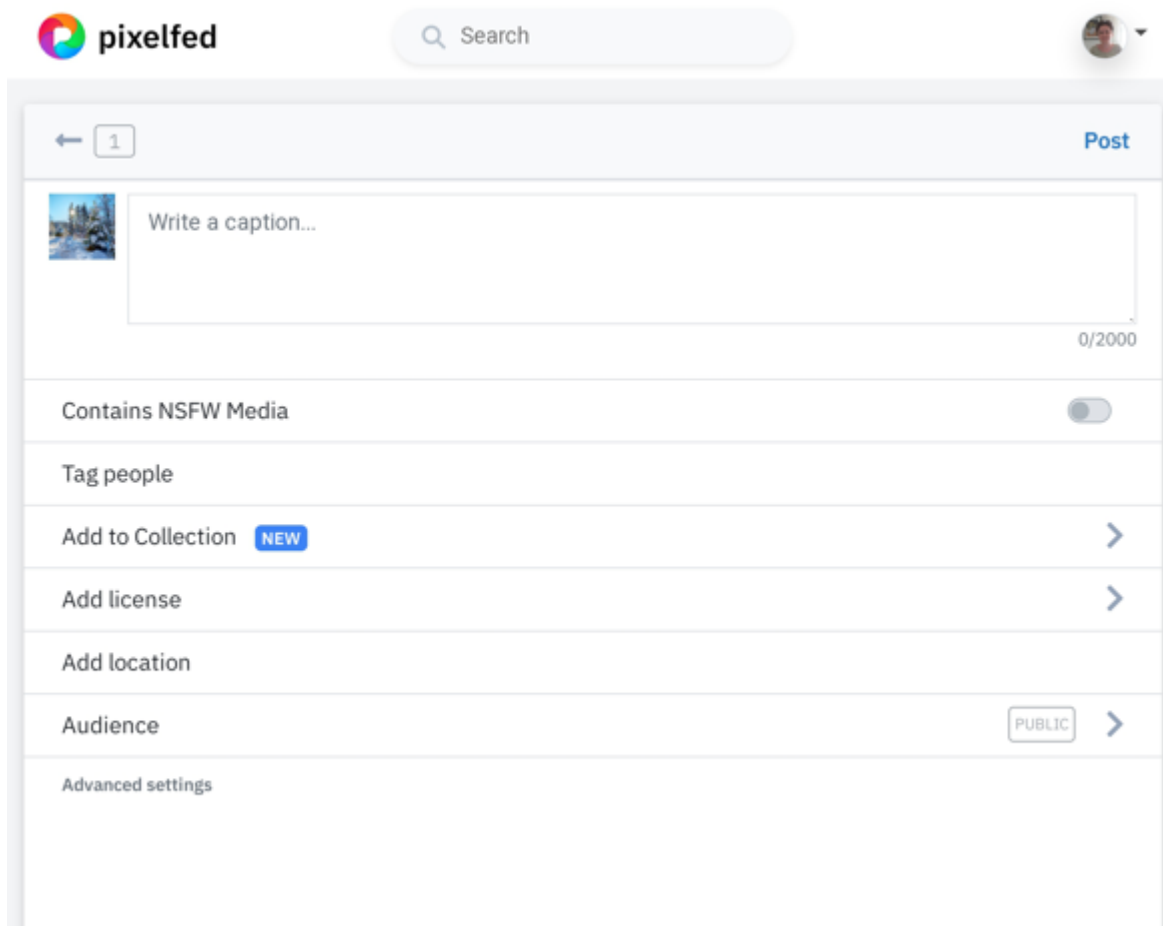 pixelfed
Search
1
Post
Write a caption...
0/2000
Contains NSFW Media
Tag people
Add to Collection NEW
Add license
Add location
Audience PUBLIC
Advanced settings